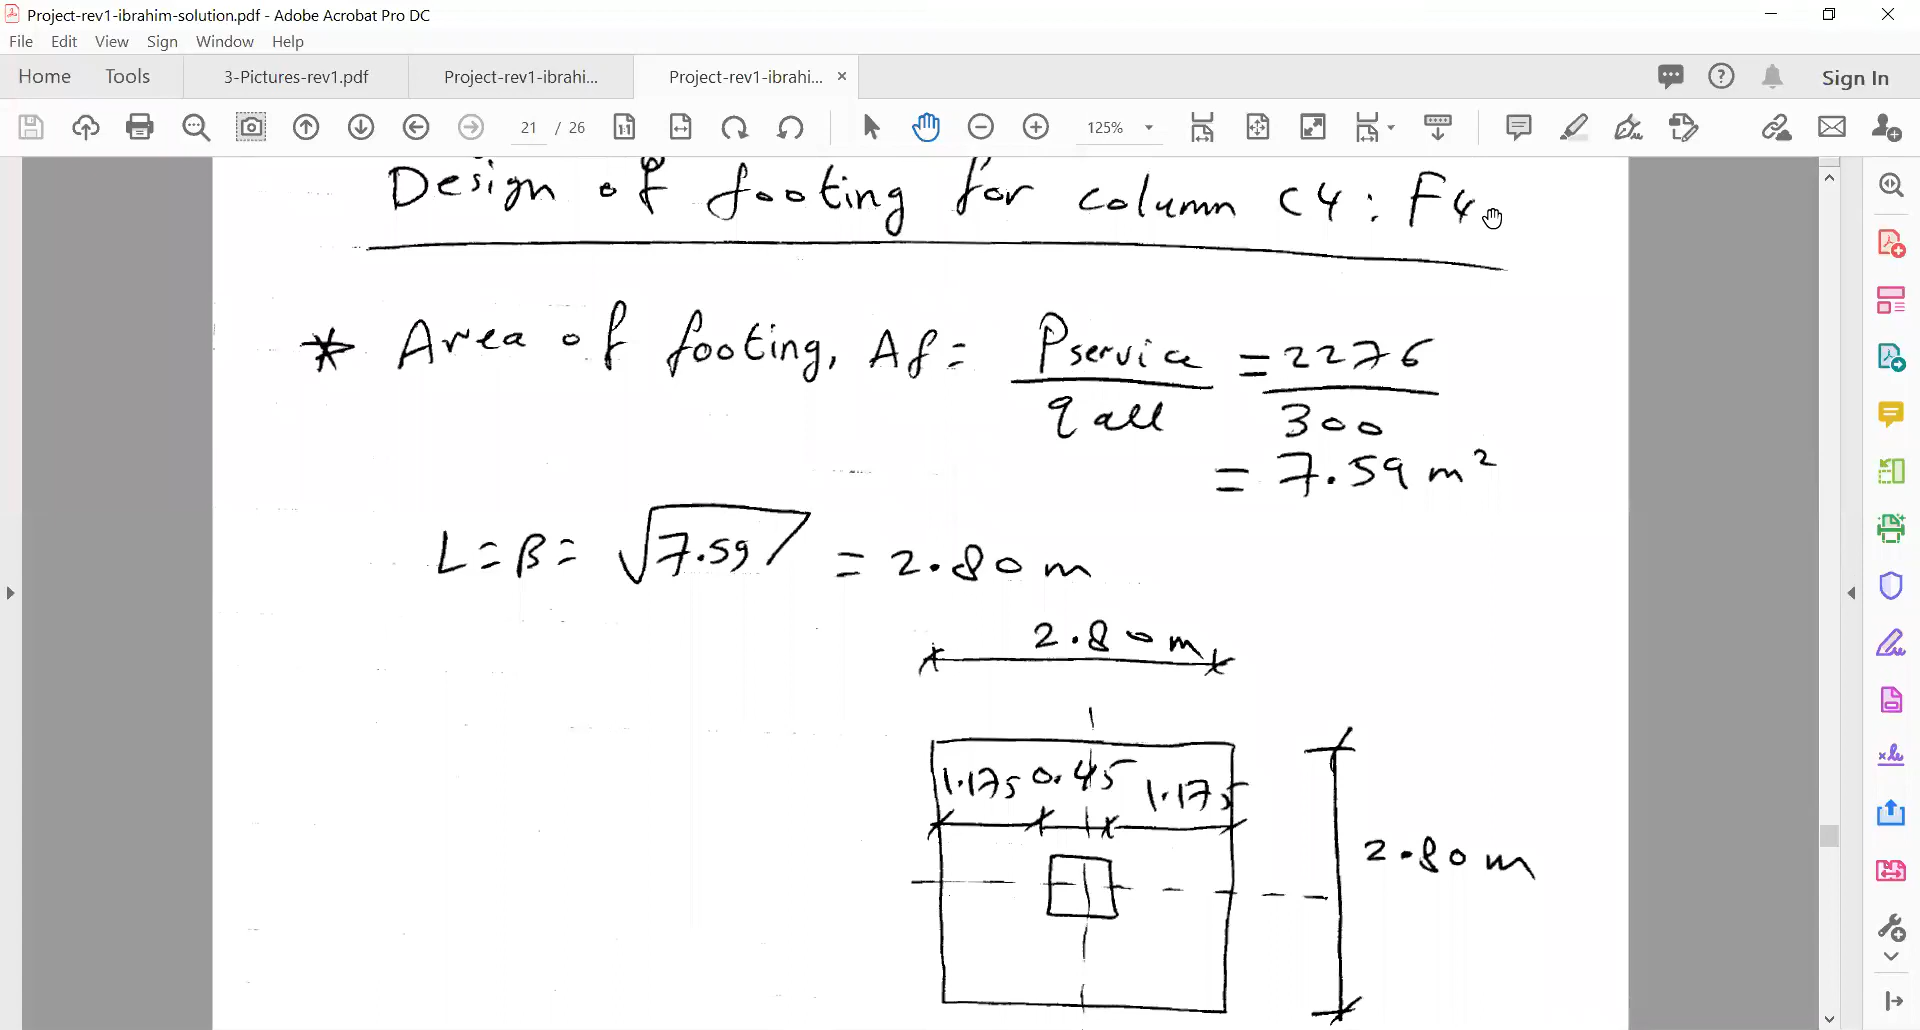 Project-rev1-ibrahim-solution.pdf - Adobe Acrobat Pro DC
File Edit View Sign Window Help
Home Tools 3-Pictures-rev1.pdf Project-rev1-ibrahi... Project-rev1-ibrahi... × Sign In
21 / 26 125%
Design of footing for column C4 : F4
* Area of footing, Af = Pservice / q all = 2276 / 300
= 7.59 m²
L = B = √7.59 = 2.80 m
2.80 m
1.175 0.45 1.175
2.80 m